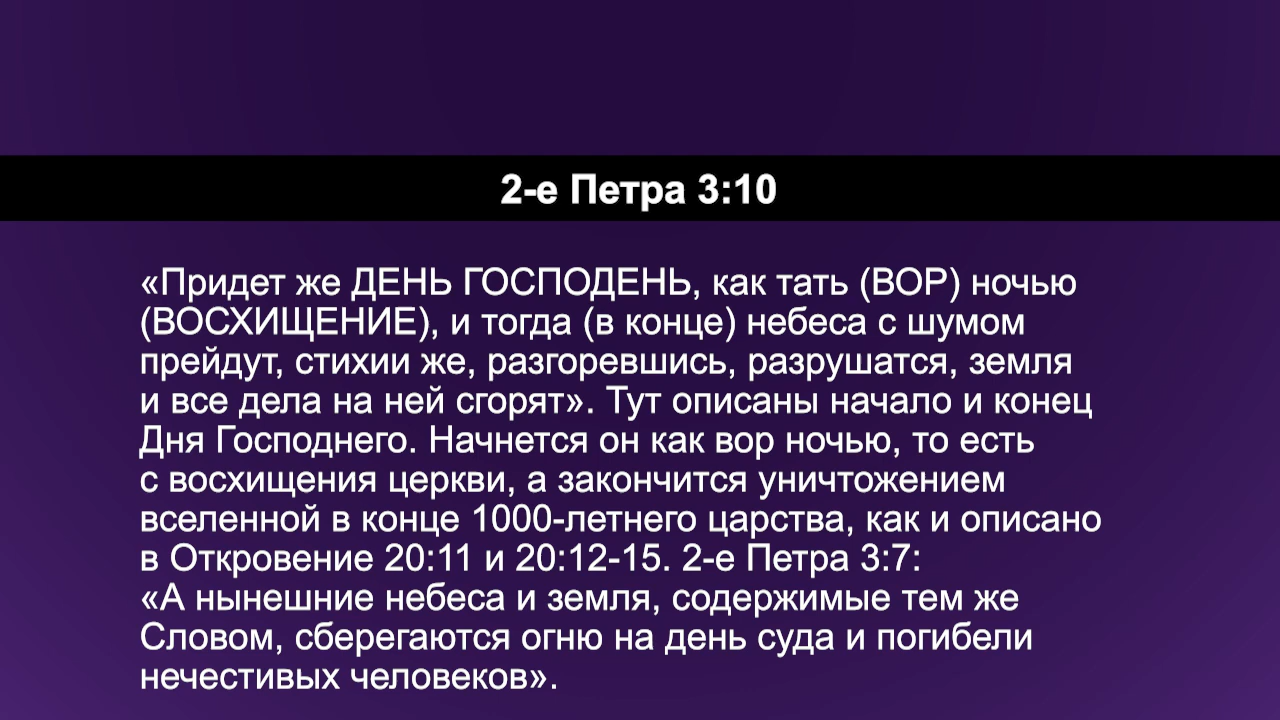 2-е Петра 3:10
«Придет же ДЕНЬ ГОСПОДЕНЬ, как тать (ВОР) ночью
(ВОСХИЩЕНИЕ), и тогда (в конце) небеса с шумом
прейдут, стихии же, разгоревшись, разрушатся, земля
и все дела на ней сгорят». Тут описаны начало и конец
Дня Господнего. Начнется он как вор ночью, то есть
с восхищения церкви, а закончится уничтожением
вселенной в конце 1000-летнего царства, как и описано
в Откровение 20:11 и 20:12-15. 2-е Петра 3:7:
«А нынешние небеса и земля, содержимые тем же
Словом, сберегаются огню на день суда и погибели
нечестивых человеков».